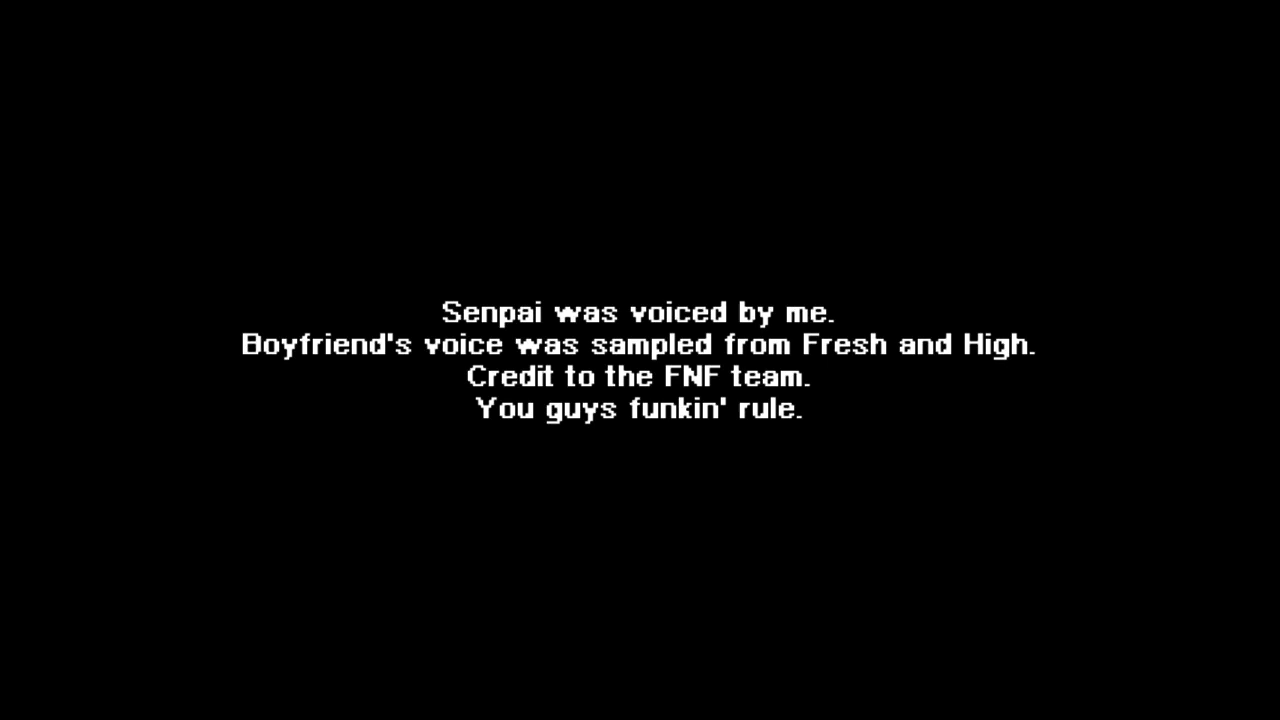 Senpai was voiced by me.
Boyfriend's voice was sampled from Fresh and High.
Credit to the FNF team.
You guys funkin' rule.